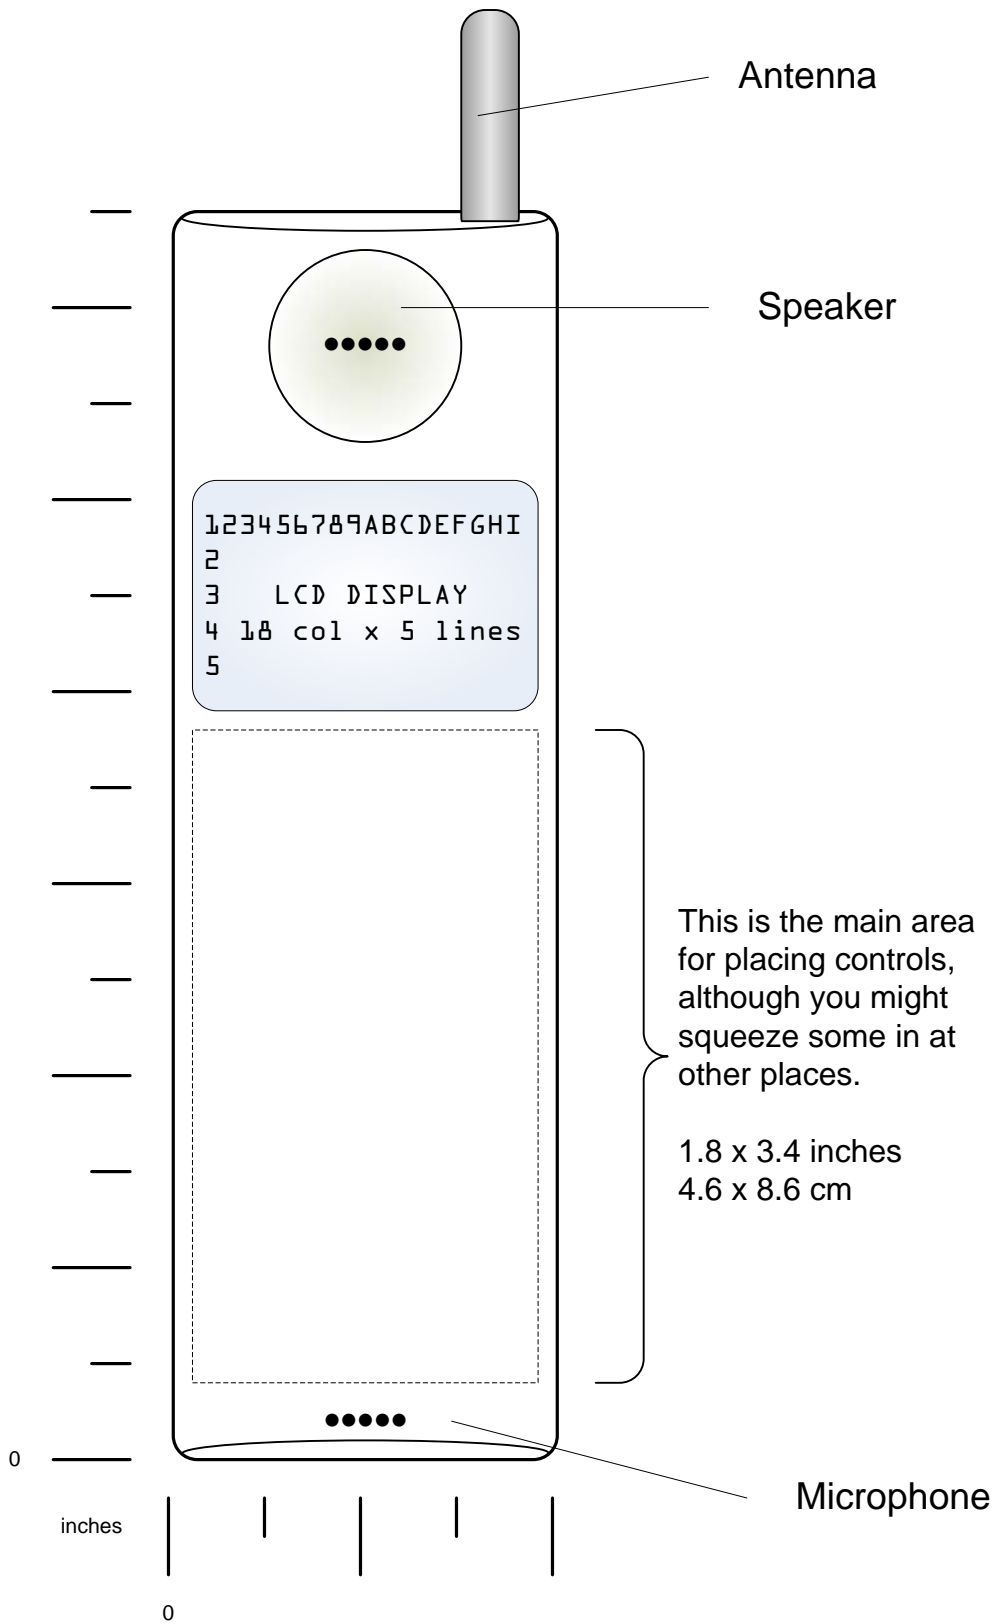 Antenna
Speaker
123456789ABCDEFGHI
2
3 LCD DISPLAY
4 18 col x 5 lines
5
This is the main area
for placing controls,
although you might
squeeze some in at
other places.
1.8 x 3.4 inches
4.6 x 8.6 cm
0
Microphone
inches
0